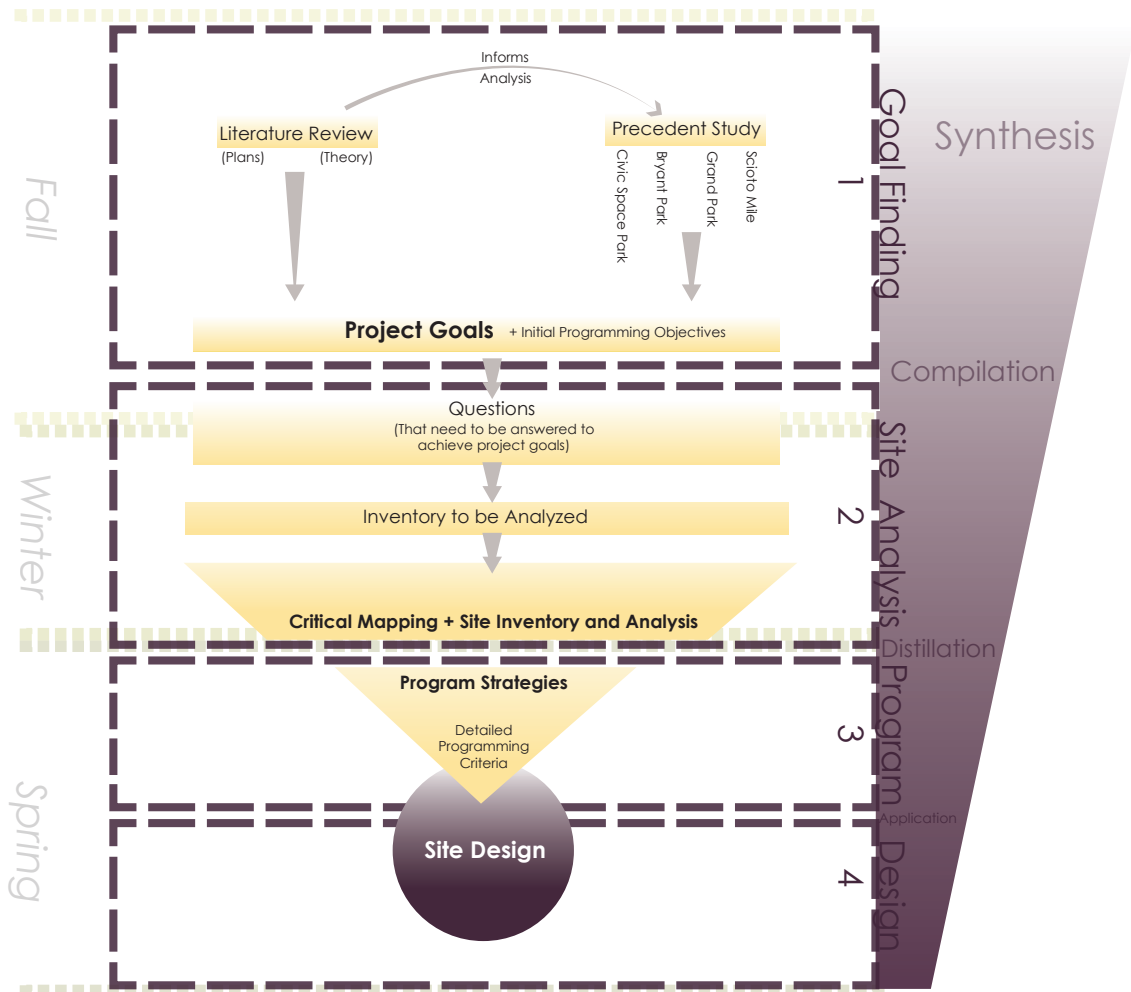 Informs
Analysis
Literature Review
(Plans) (Theory)
Precedent Study
Civic Space Park
Bryant Park
Grand Park
Scioto Mile
Project Goals + Initial Programming Objectives
Fall
1
Goal Finding
Synthesis
Compilation
Questions
(That need to be answered to
achieve project goals)
Inventory to be Analyzed
Critical Mapping + Site Inventory and Analysis
Winter
2
Site Analysis
Distillation
Program Strategies
Detailed
Programming
Criteria
3
Program
Application
Site Design
Spring
4
Design